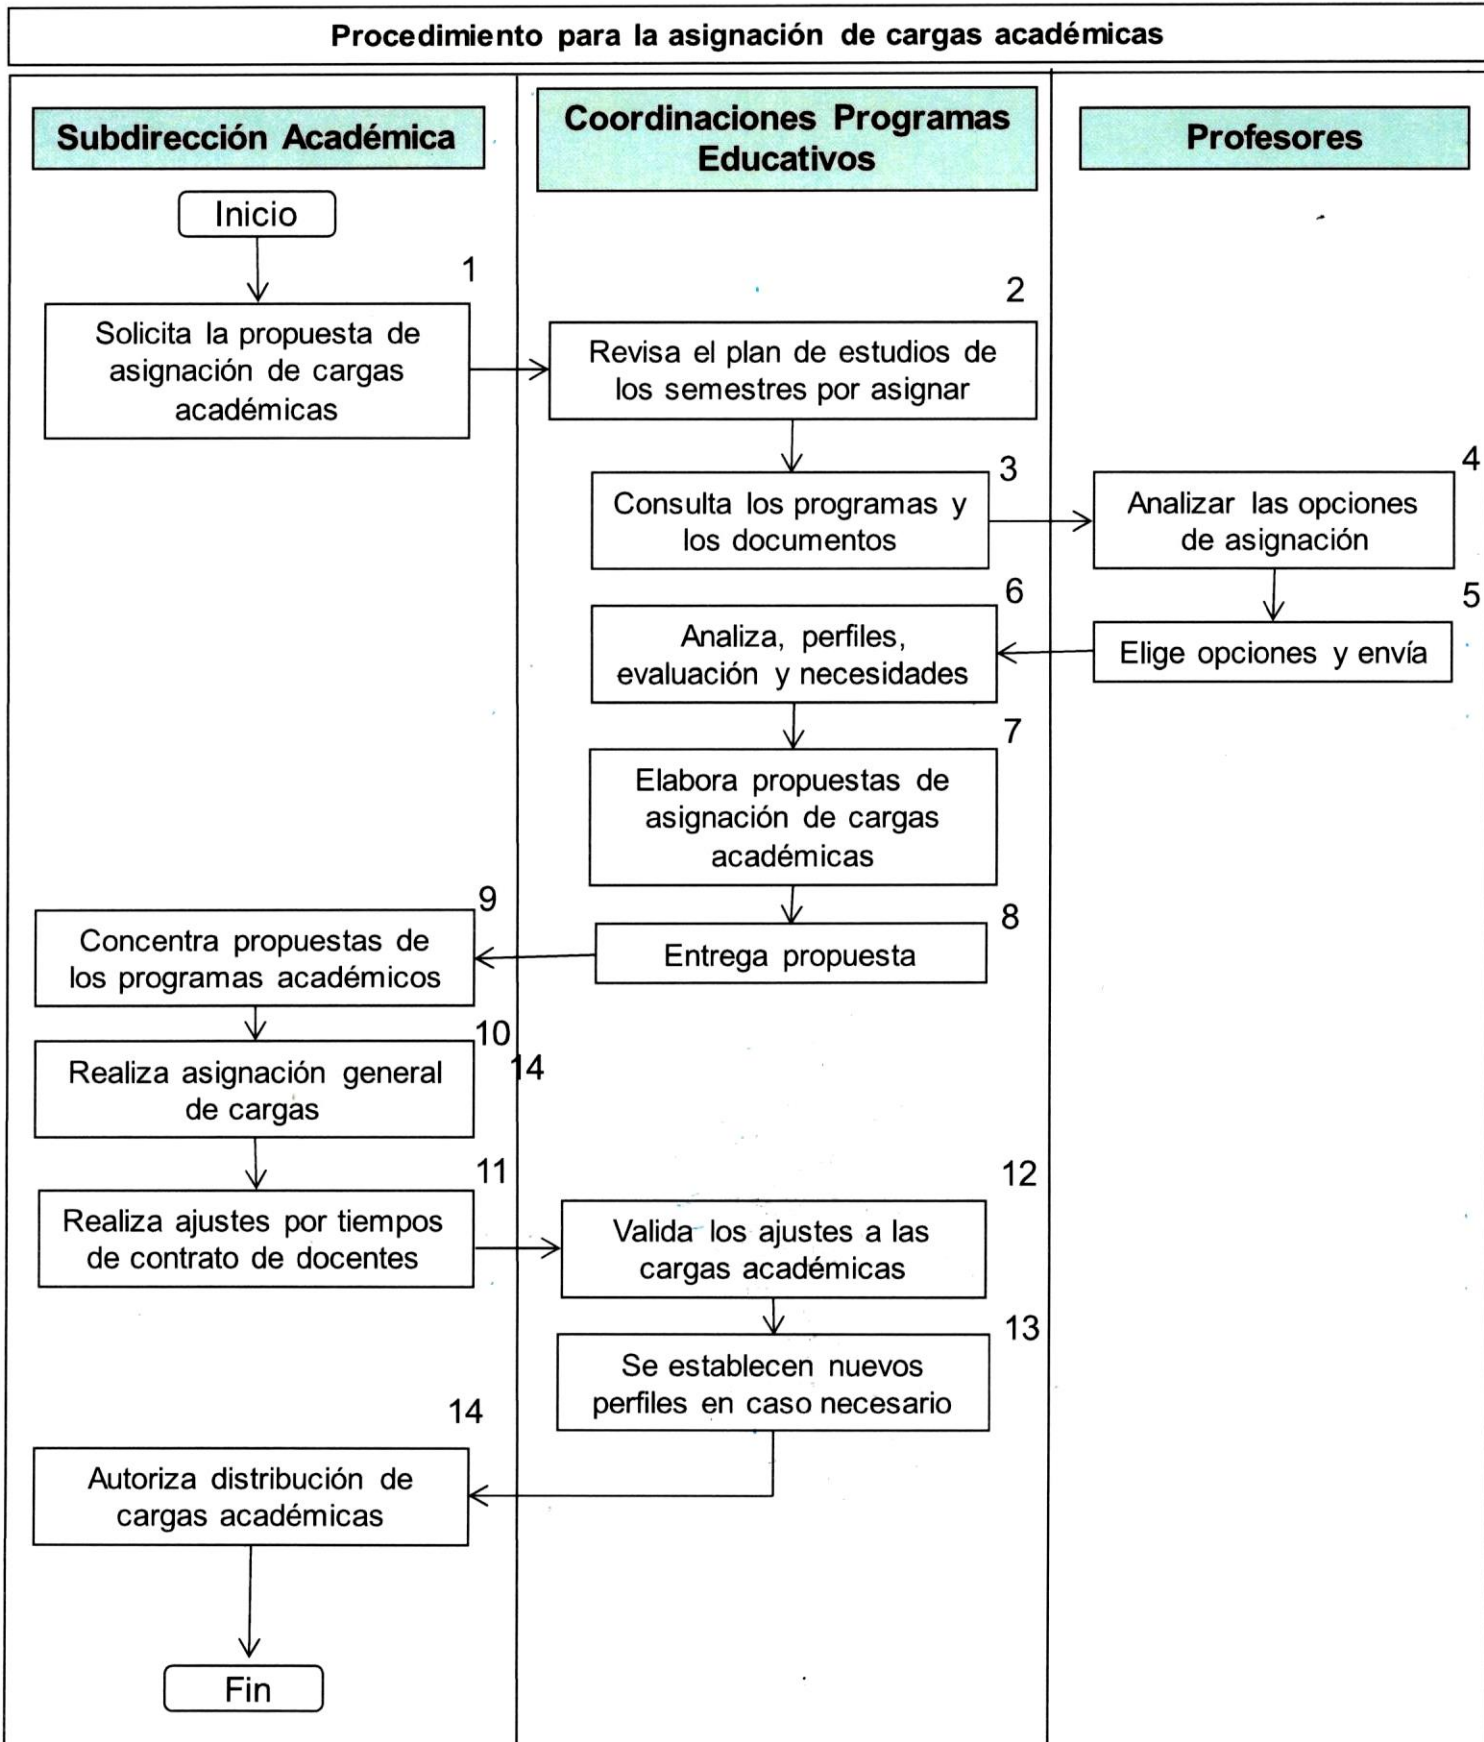 Procedimiento para la asignación de cargas académicas
Subdirección Académica
Coordinaciones Programas
Educativos
Profesores
Inicio
1
Solicita la propuesta de
asignación de cargas
académicas
2
Revisa el plan de estudios de
los semestres por asignar
3
Consulta los programas y
los documentos
4
Analizar las opciones
de asignación
5
Elige opciones y envía
6
Analiza, perfiles,
evaluación y necesidades
7
Elabora propuestas de
asignación de cargas
académicas
8
Entrega propuesta
9
Concentra propuestas de
los programas académicos
10
14
Realiza asignación general
de cargas
11
Realiza ajustes por tiempos
de contrato de docentes
12
Valida los ajustes a las
cargas académicas
13
Se establecen nuevos
perfiles en caso necesario
14
Autoriza distribución de
cargas académicas
Fin